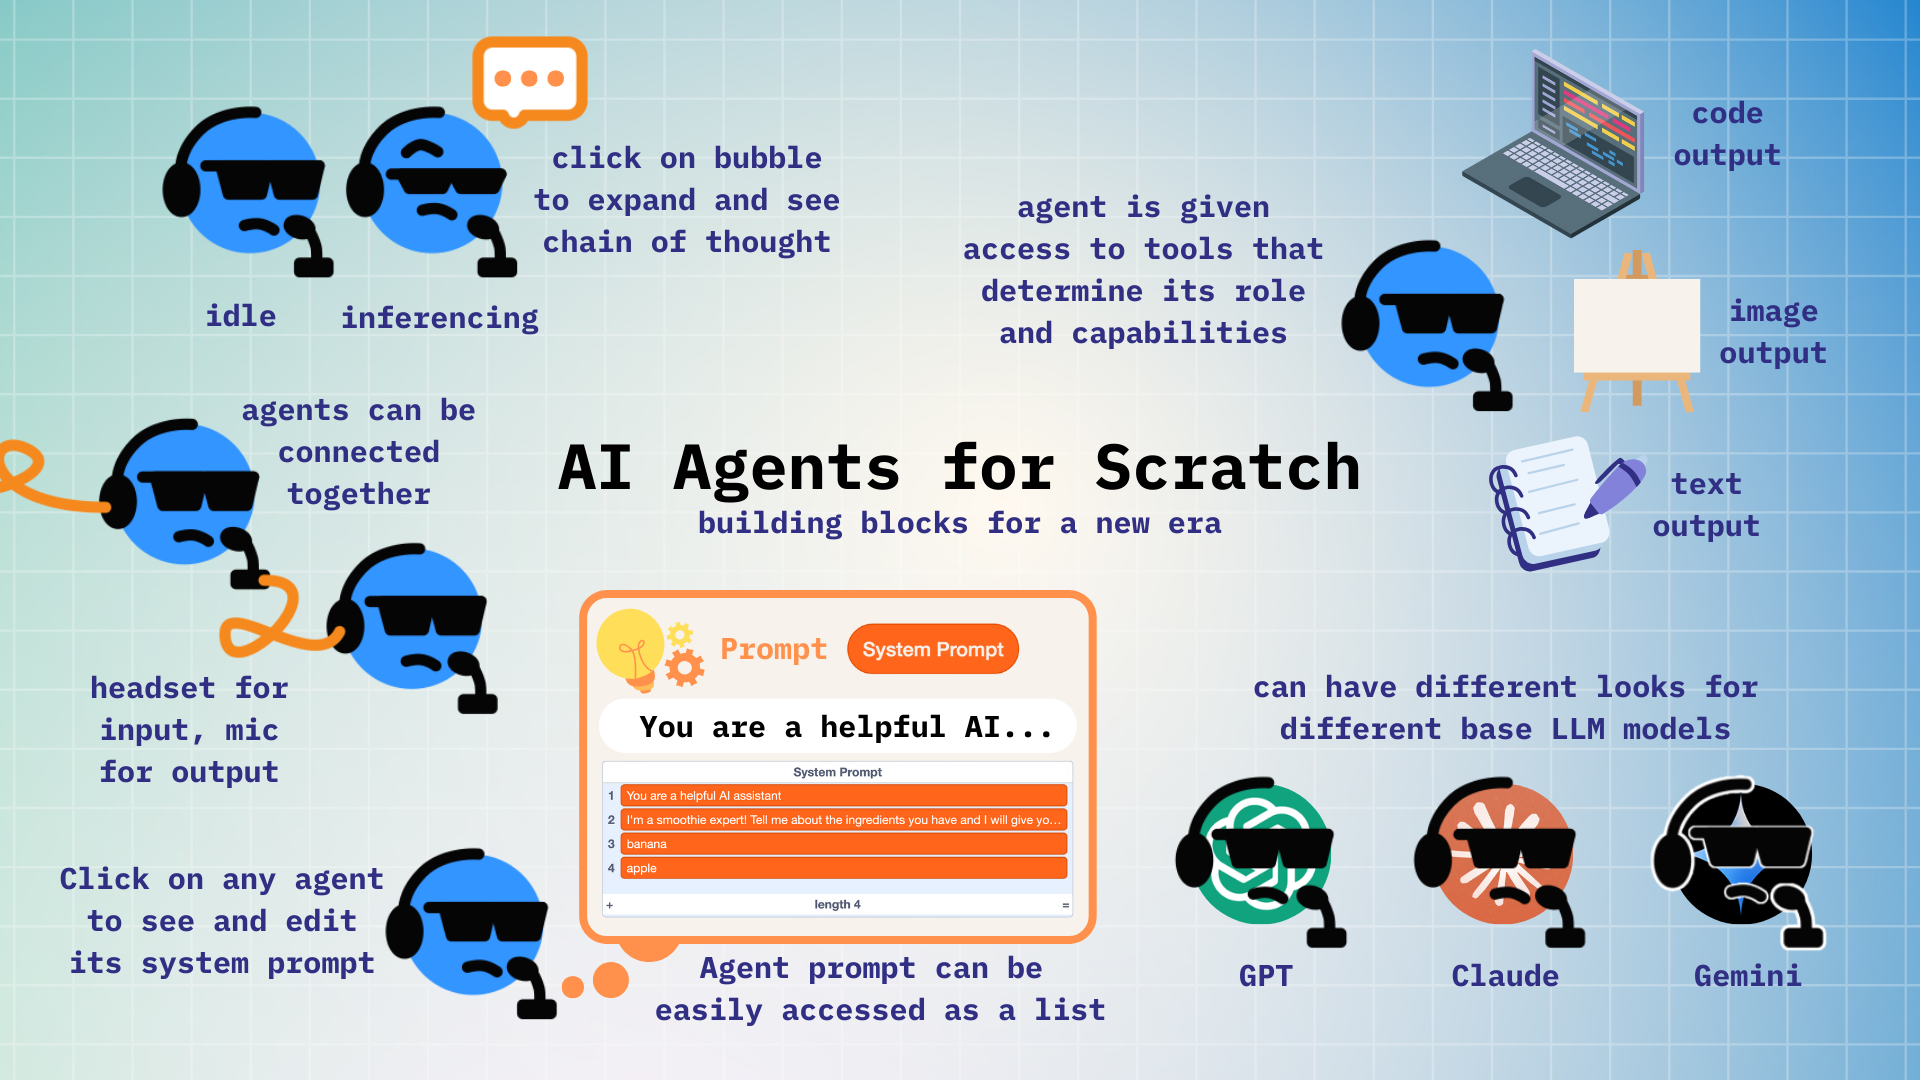 click on bubble
to expand and see
chain of thought
idle
inferencing
code
output
agent is given
access to tools that
determine its role
and capabilities
image
output
text
output
agents can be
connected
together
AI Agents for Scratch
building blocks for a new era
headset for
input, mic
for output
Prompt
System Prompt
You are a helpful AI...
System Prompt
1 You are a helpful AI assistant
2 I'm a smoothie expert! Tell me about the ingredients you have and I will give yo...
3 banana
4 apple
+ length 4 =
can have different looks for
different base LLM models
GPT
Claude
Gemini
Click on any agent
to see and edit
its system prompt
Agent prompt can be
easily accessed as a list